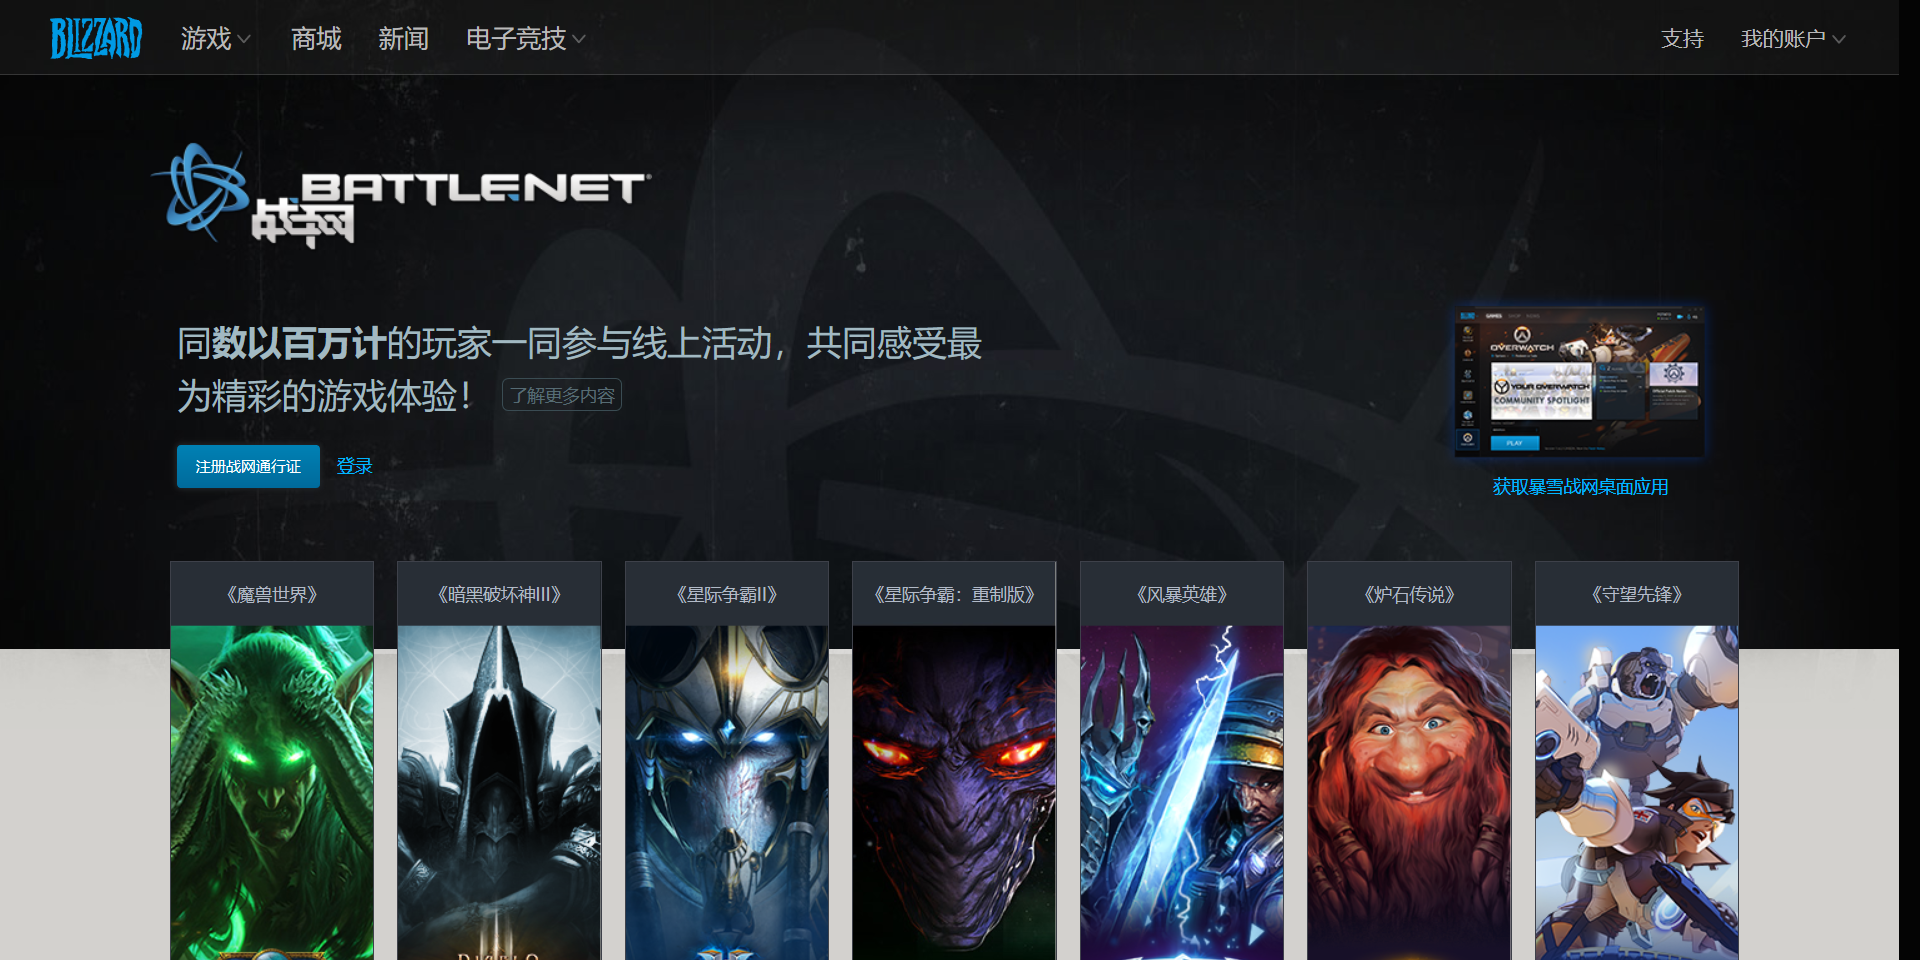 BLIZZARD 游戏 商城 新闻 电子竞技 支持 我的账户
BATTLE.NET
战网
同数以百万计的玩家一同参与线上活动，共同感受最
为精彩的游戏体验！ 了解更多内容
注册战网通行证 登录
OVERWATCH
YOUR OVERWATCH
COMMUNITY SPOTLIGHT
PLAY
获取暴雪战网桌面应用
《魔兽世界》 《暗黑破坏神III》 《星际争霸II》 《星际争霸：重制版》 《风暴英雄》 《炉石传说》 《守望先锋》